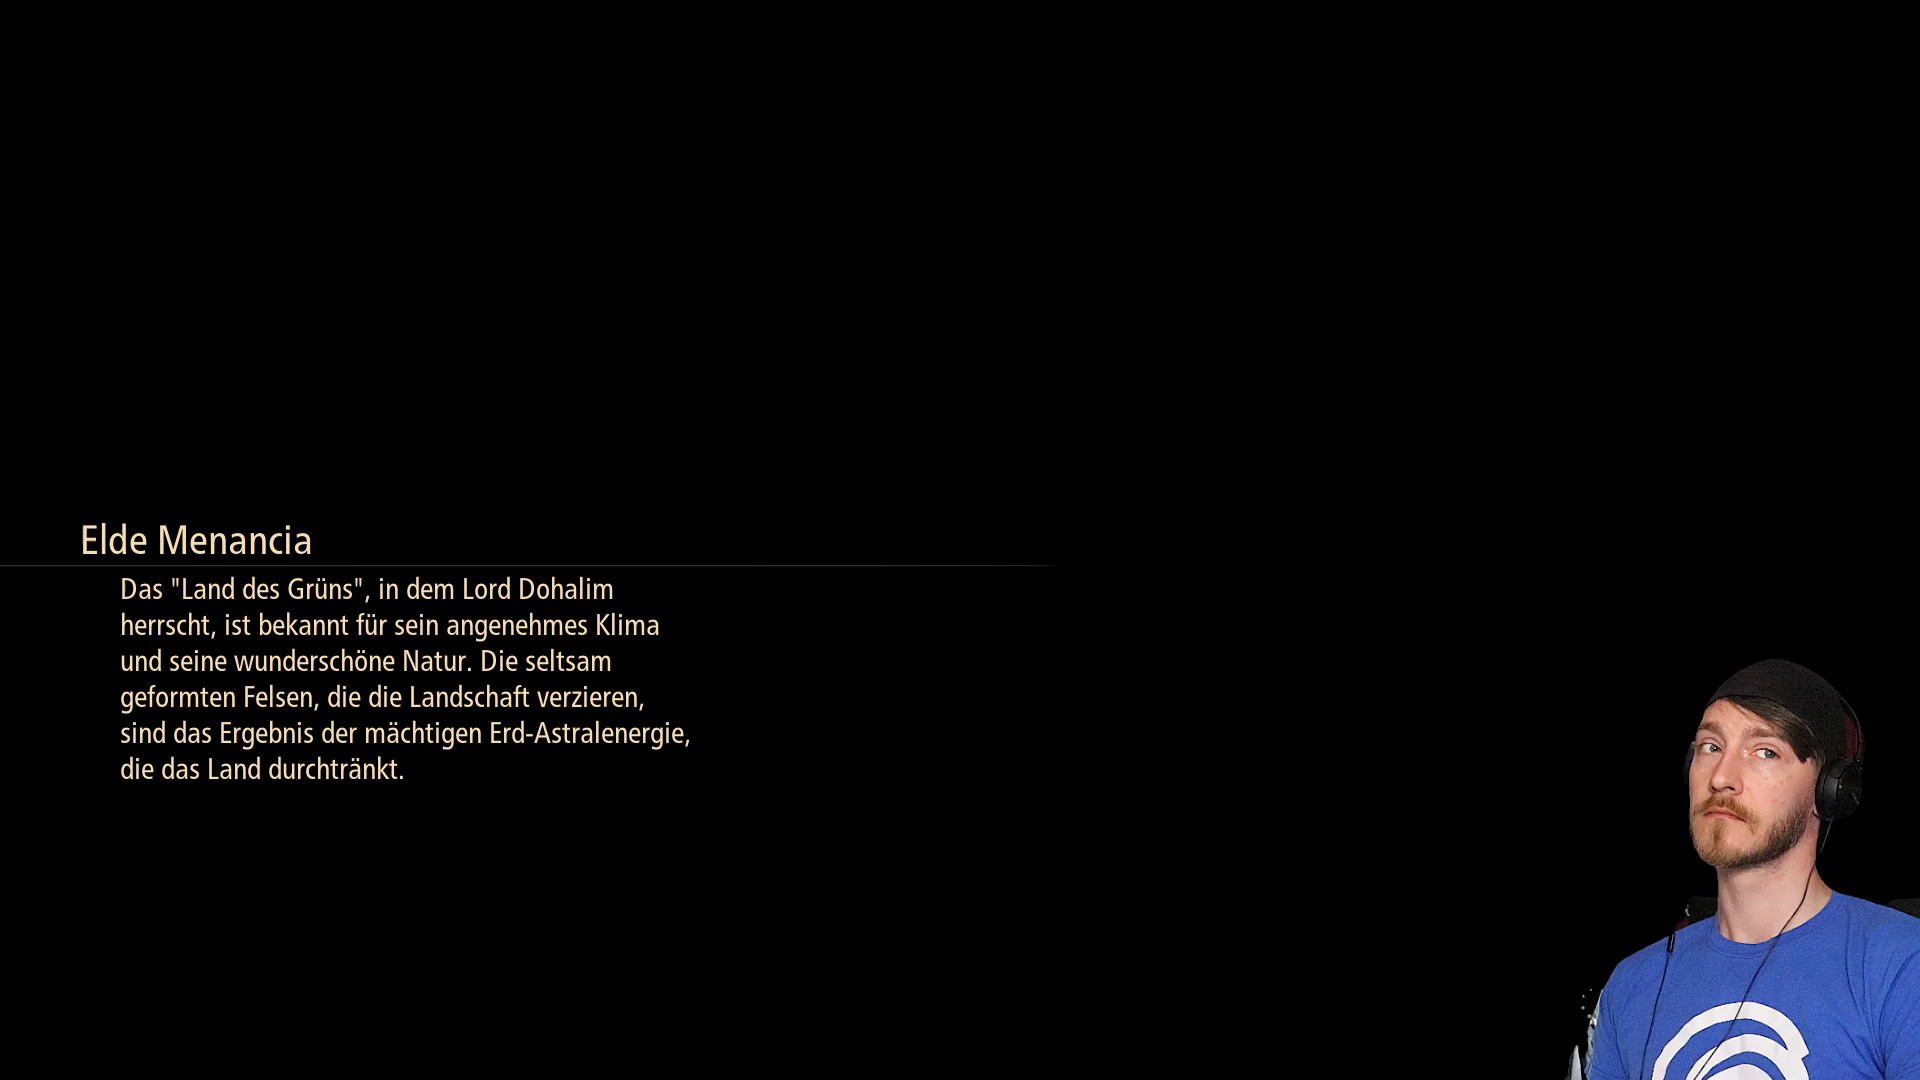 Elde Menancia
Das "Land des Grüns", in dem Lord Dohalim
herrscht, ist bekannt für sein angenehmes Klima
und seine wunderschöne Natur. Die seltsam
geformten Felsen, die die Landschaft verzieren,
sind das Ergebnis der mächtigen Erd-Astralenergie,
die das Land durchtränkt.